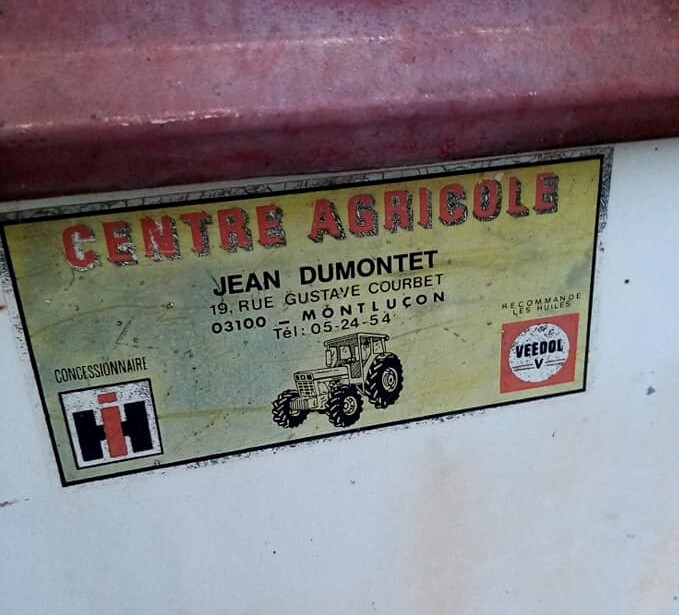 CENTRE AGRICOLE
JEAN DUMONTET
19, RUE GUSTAVE COURBET
03100 — MONTLUÇON
Tél: 05-24-54
RECOMMANDE
LES HUILES
VEEDOL
V
CONCESSIONNAIRE
IH